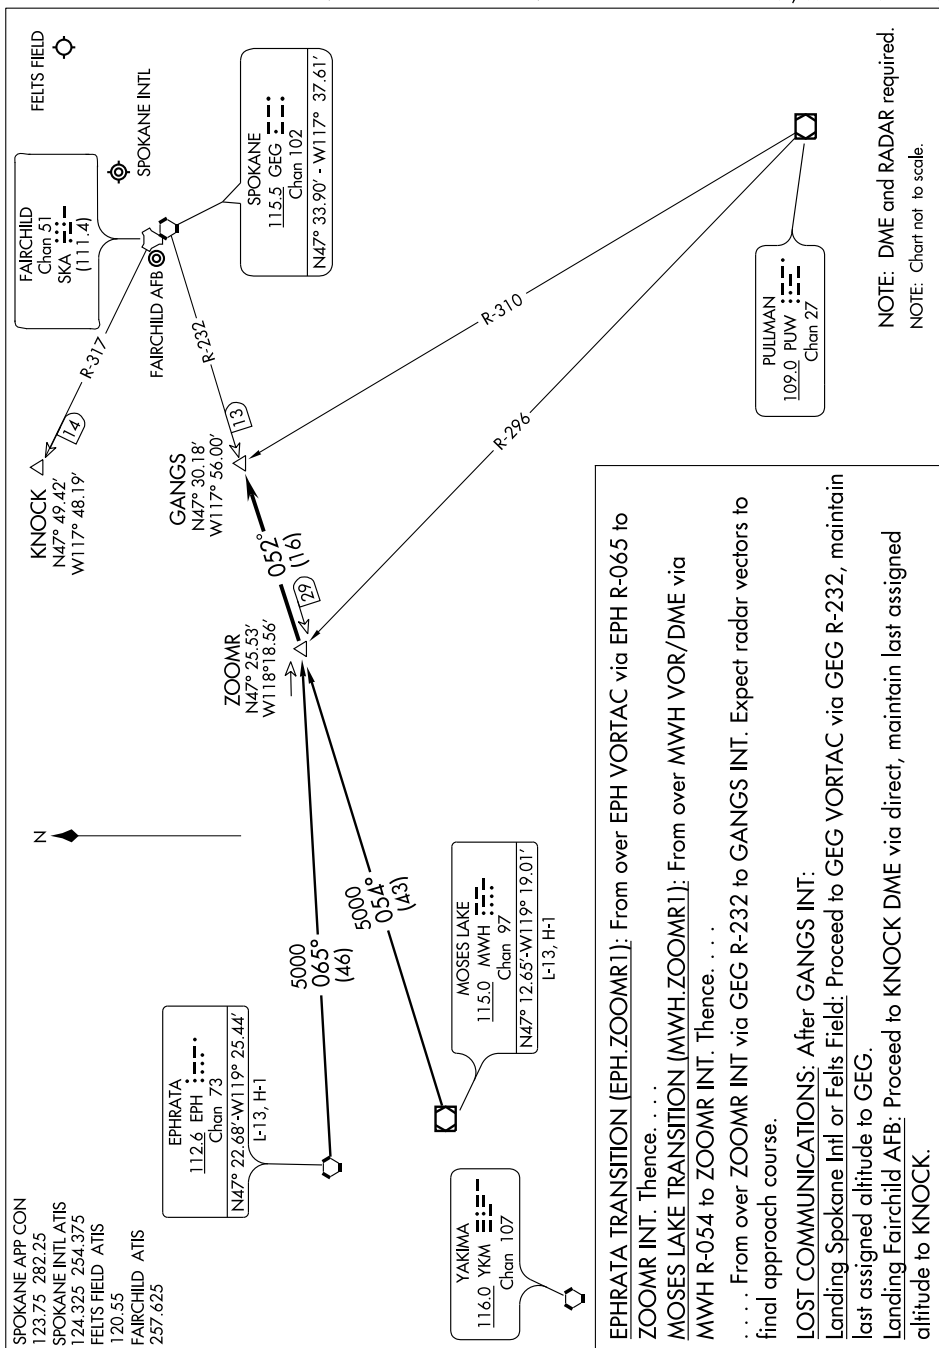 SPOKANE APP CON
123.75 282.25
SPOKANE INTL ATIS
124.325 254.375
FELTS FIELD ATIS
120.55
FAIRCHILD ATIS
257.625
EPHRATA
112.6 EPH
Chan 73
N47° 22.68'-W119° 25.44'
L-13, H-1
YAKIMA
116.0 YKM
Chan 107
MOSES LAKE
115.0 MWH
Chan 97
N47° 12.65'-W119° 19.01'
L-13, H-1
5000
065°
(46)
5000
054°
(43)
N
ZOOMR
N47° 25.53'
W118°18.56'
29
052°
(16)
GANGS
N47° 30.18'
W117° 56.00'
13
R-232
KNOCK
N47° 49.42'
W117° 48.19'
14
R-317
FAIRCHILD AFB
FAIRCHILD
Chan 51
SKA
(111.4)
SPOKANE
115.5 GEG
Chan 102
N47° 33.90' - W117° 37.61'
SPOKANE INTL
FELTS FIELD
R-310
R-296
PULLMAN
109.0 PUW
Chan 27
NOTE: DME and RADAR required.
NOTE: Chart not to scale.
EPHRATA TRANSITION (EPH.ZOOMR1): From over EPH VORTAC via EPH R-065 to
ZOOMR INT. Thence. . . .
MOSES LAKE TRANSITION (MWH.ZOOMR1): From over MWH VOR/DME via
MWH R-054 to ZOOMR INT. Thence. . . .
. . . . From over ZOOMR INT via GEG R-232 to GANGS INT. Expect radar vectors to
final approach course.
LOST COMMUNICATIONS: After GANGS INT:
Landing Spokane Intl or Felts Field: Proceed to GEG VORTAC via GEG R-232, maintain
last assigned altitude to GEG.
Landing Fairchild AFB: Proceed to KNOCK DME via direct, maintain last assigned
altitude to KNOCK.